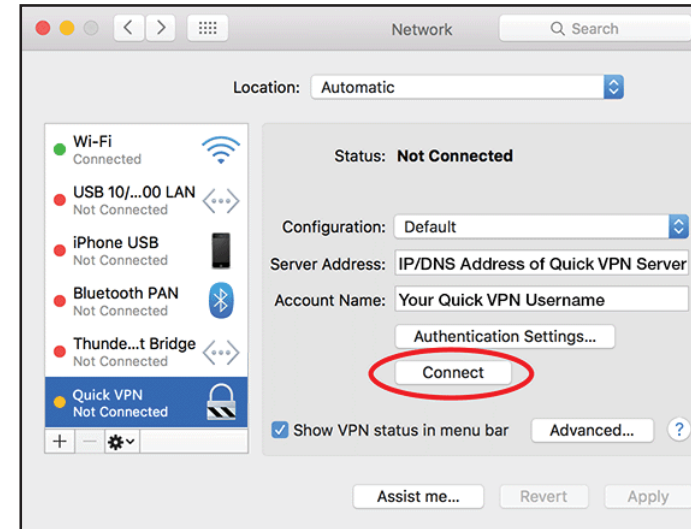 Network
Search
Location: Automatic
Wi-Fi
Connected
USB 10/...00 LAN
Not Connected
iPhone USB
Not Connected
Bluetooth PAN
Not Connected
Thunde...t Bridge
Not Connected
Quick VPN
Not Connected
Status: Not Connected
Configuration: Default
Server Address: IP/DNS Address of Quick VPN Server
Account Name: Your Quick VPN Username
Authentication Settings...
Connect
Show VPN status in menu bar
Advanced...
?
Assist me...
Revert
Apply